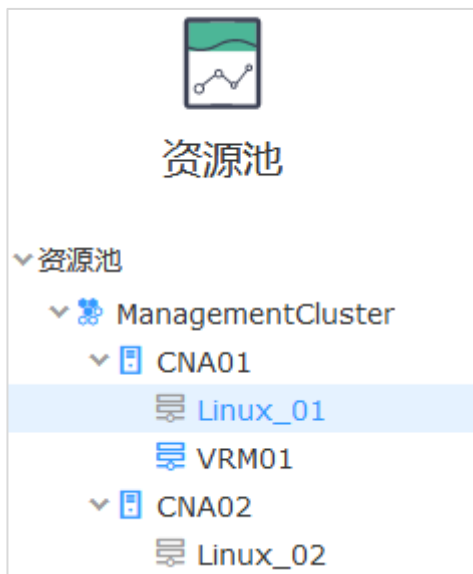 资源池
资源池
ManagementCluster
CNA01
Linux_01
VRM01
CNA02
Linux_02